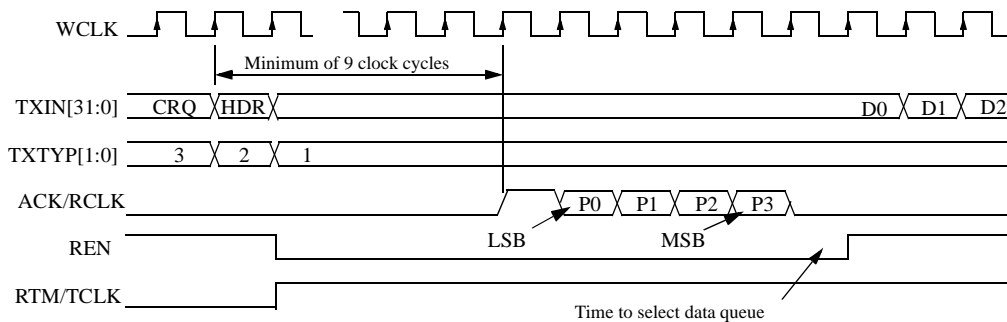 WCLK
Minimum of 9 clock cycles
TXIN[31:0] CRQ HDR D0 D1 D2
TXTYP[1:0] 3 2 1
ACK/RCLK P0 P1 P2 P3
LSB MSB
REN
RTM/TCLK
Time to select data queue